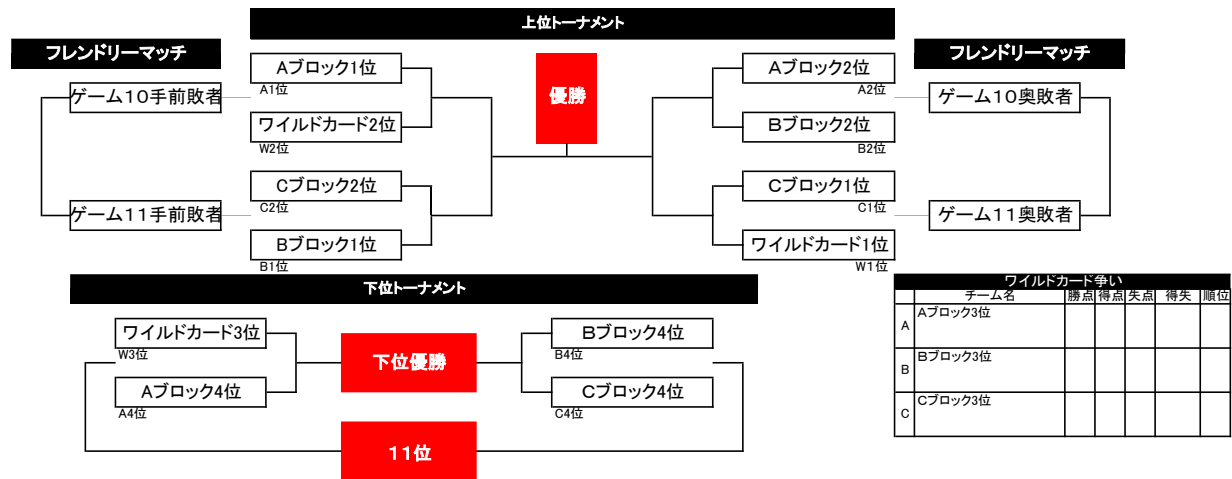 上位トーナメント
フレンドリーマッチ
フレンドリーマッチ
Aブロック1位
A1位
優勝
Aブロック2位
A2位
ゲーム10手前敗者
ゲーム10奥敗者
ワイルドカード2位
W2位
Bブロック2位
B2位
Cブロック2位
C2位
Cブロック1位
C1位
ゲーム11手前敗者
ゲーム11奥敗者
Bブロック1位
B1位
ワイルドカード1位
W1位
下位トーナメント
ワイルドカード3位
W3位
下位優勝
Bブロック4位
B4位
Aブロック4位
A4位
Cブロック4位
C4位
11位
ワイルドカード争い
チーム名 勝点 得点 失点 得失 順位
A Aブロック3位
B Bブロック3位
C Cブロック3位